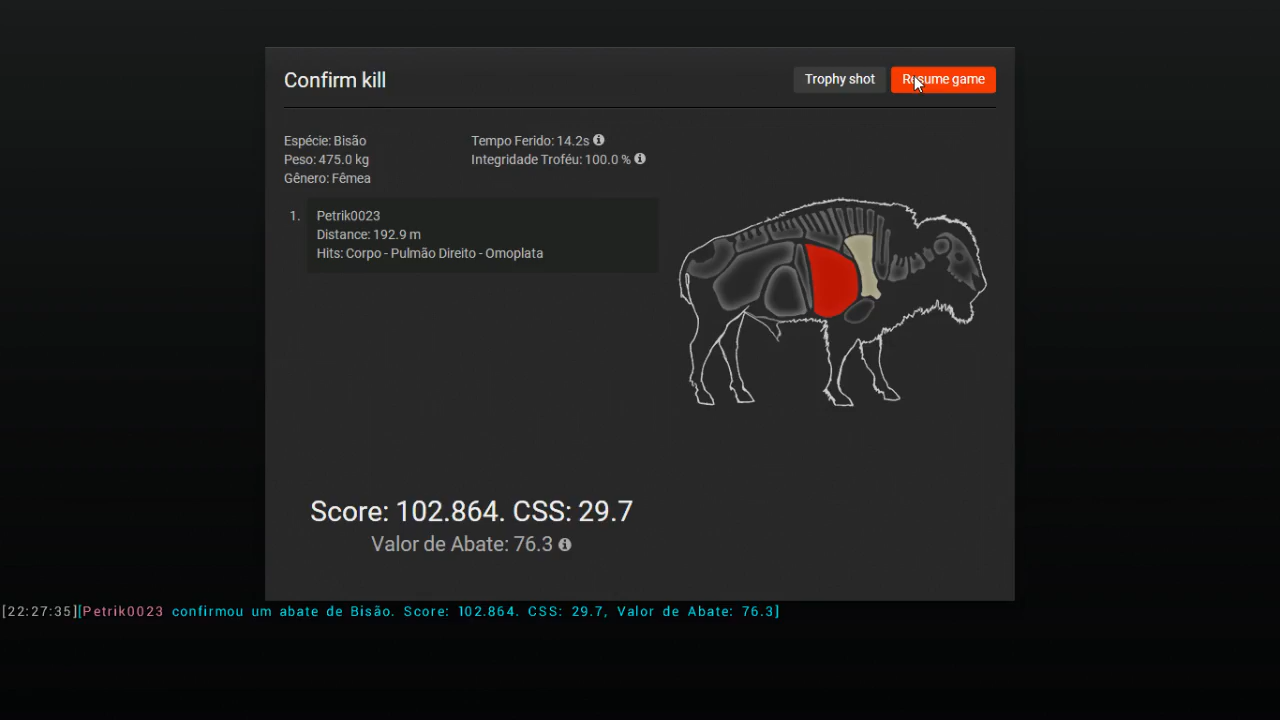 Confirm kill
Trophy shot
Resume game
Espécie: Bisão
Peso: 475.0 kg
Gênero: Fêmea
Tempo Ferido: 14.2s
Integridade Troféu: 100.0 %
1. Petrik0023
Distance: 192.9 m
Hits: Corpo - Pulmão Direito - Omoplata
Score: 102.864. CSS: 29.7
Valor de Abate: 76.3
[22:27:35][Petrik0023 confirmou um abate de Bisão. Score: 102.864. CSS: 29.7, Valor de Abate: 76.3]